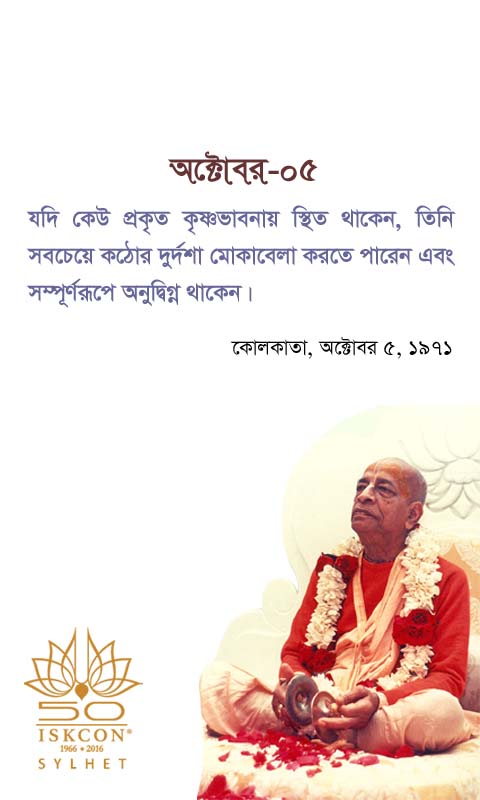 অক্টোবর-০৫
যদি কেউ প্রকৃত কৃষ্ণভাবনায় স্থিত থাকেন, তিনি
সবচেয়ে কঠোর দুর্দশা মোকাবেলা করতে পারেন এবং
সম্পূর্ণরূপে অনুদ্বিগ্ন থাকেন।
কোলকাতা, অক্টোবর ৫, ১৯৭১
50
ISKCON®
1966 • 2016
SYLHET